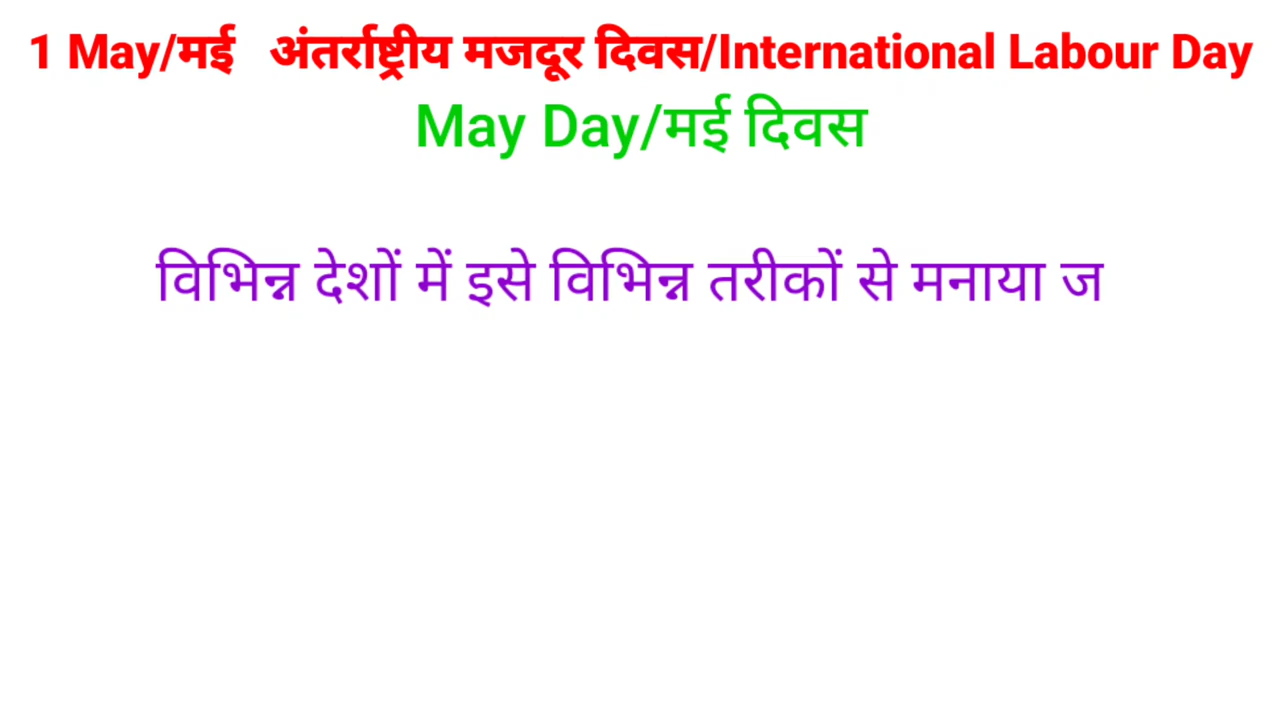 1 May/मई अंतर्राष्ट्रीय मजदूर दिवस/International Labour Day
May Day/मई दिवस
विभिन्न देशों में इसे विभिन्न तरीकों से मनाया ज